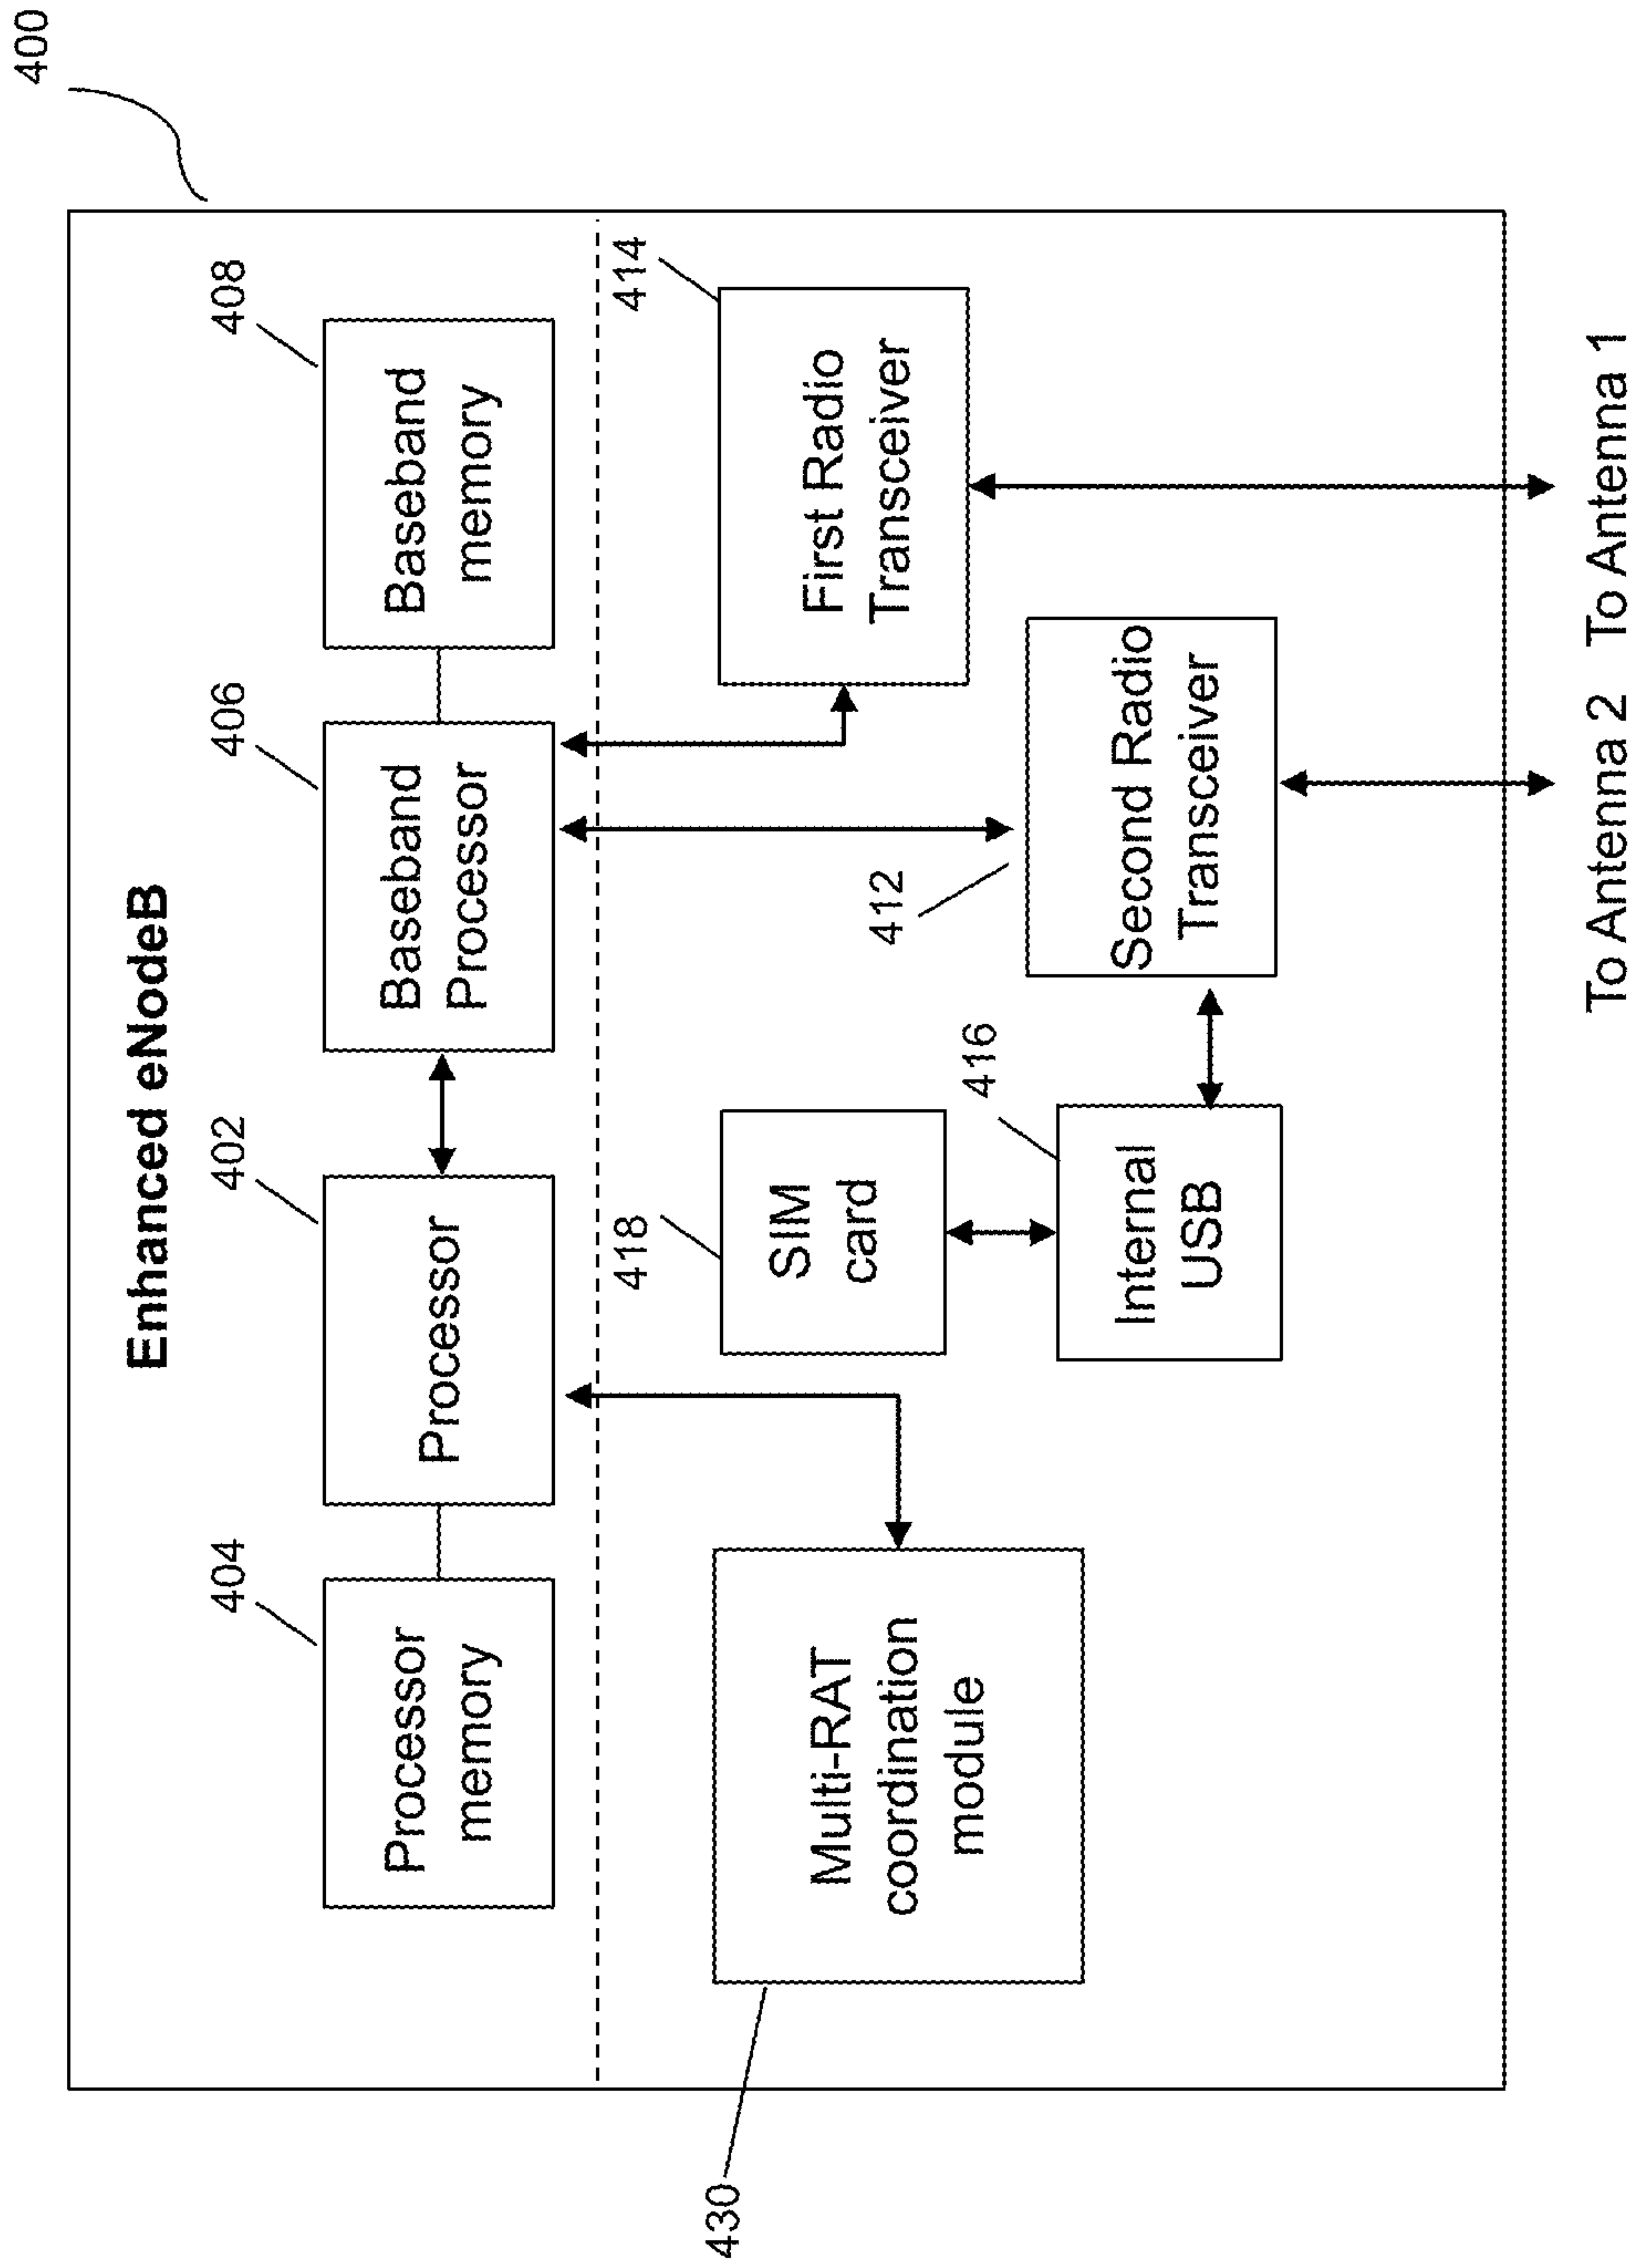 400
Enhanced eNodeB
404
402
406
408
Processor
memory
Processor
Baseband
Processor
Baseband
memory
430
Multi-RAT
coordination
module
418
SIM
card
416
Internal
USB
412
Second Radio
Transceiver
414
First Radio
Transceiver
To Antenna 2
To Antenna 1